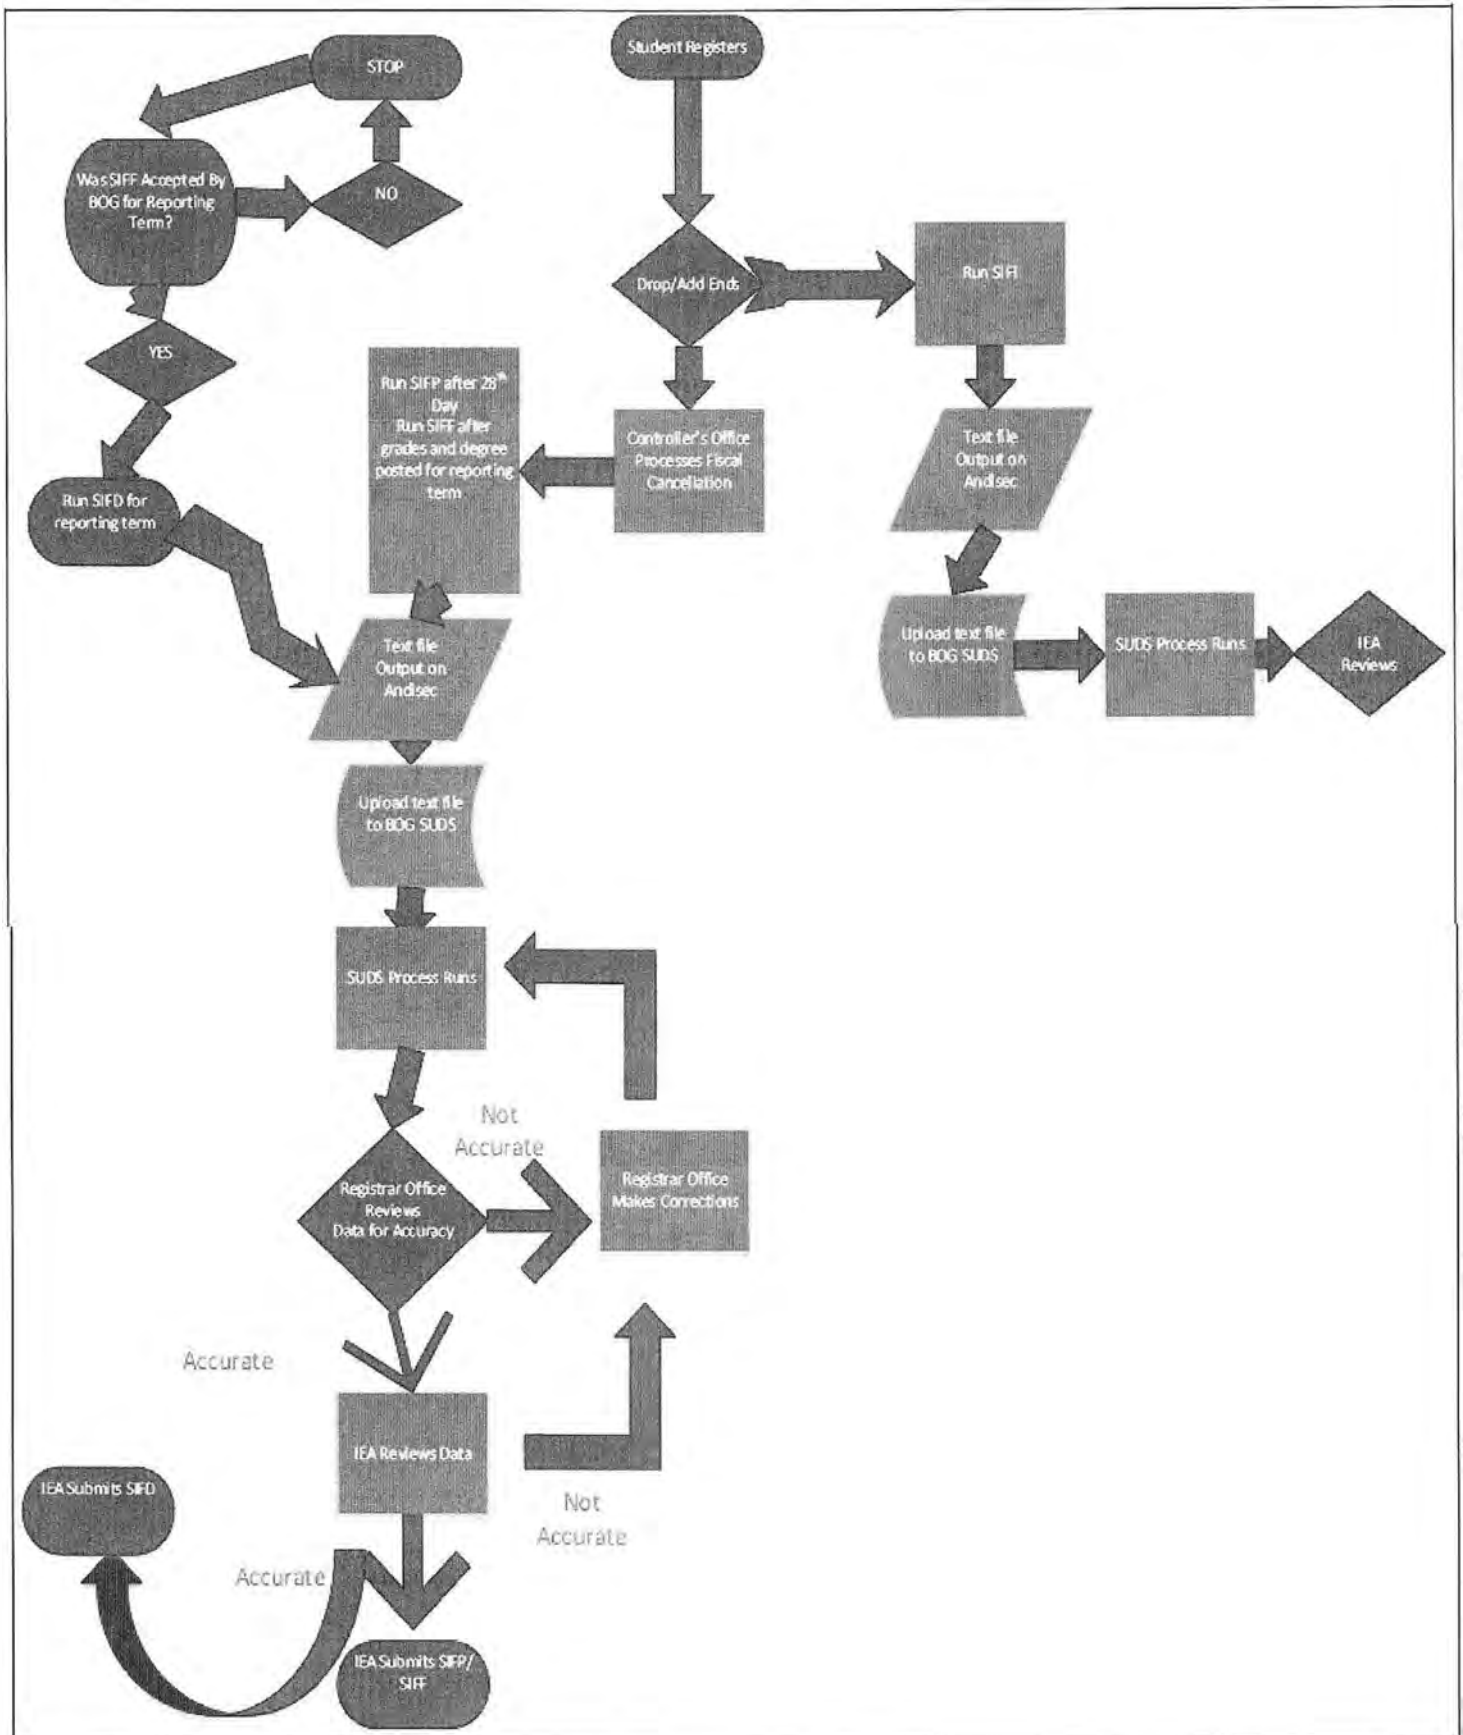 STOP
Student Registers
Was SIFF Accepted By
BOG for Reporting
Term?
NO
Drop/Add Ends
Run SIFI
YES
Run SIFP after 28th
Day
Run SIFF after
grades and degree
posted for reporting
term
Controller's Office
Processes Fiscal
Cancellation
Text file
Output on
Andisec
Run SIFD for
reporting term
Upload text file
to BOG SUDS
SUDS Process Runs
IEA
Reviews
Text file
Output on
Andisec
Upload text file
to BOG SUDS
SUDS Process Runs
Not
Accurate
Registrar Office
Reviews
Data for Accuracy
Registrar Office
Makes Corrections
Accurate
IEA Reviews Data
IEA Submits SIFD
Not
Accurate
Accurate
IEA Submits SIFP/
SIFF